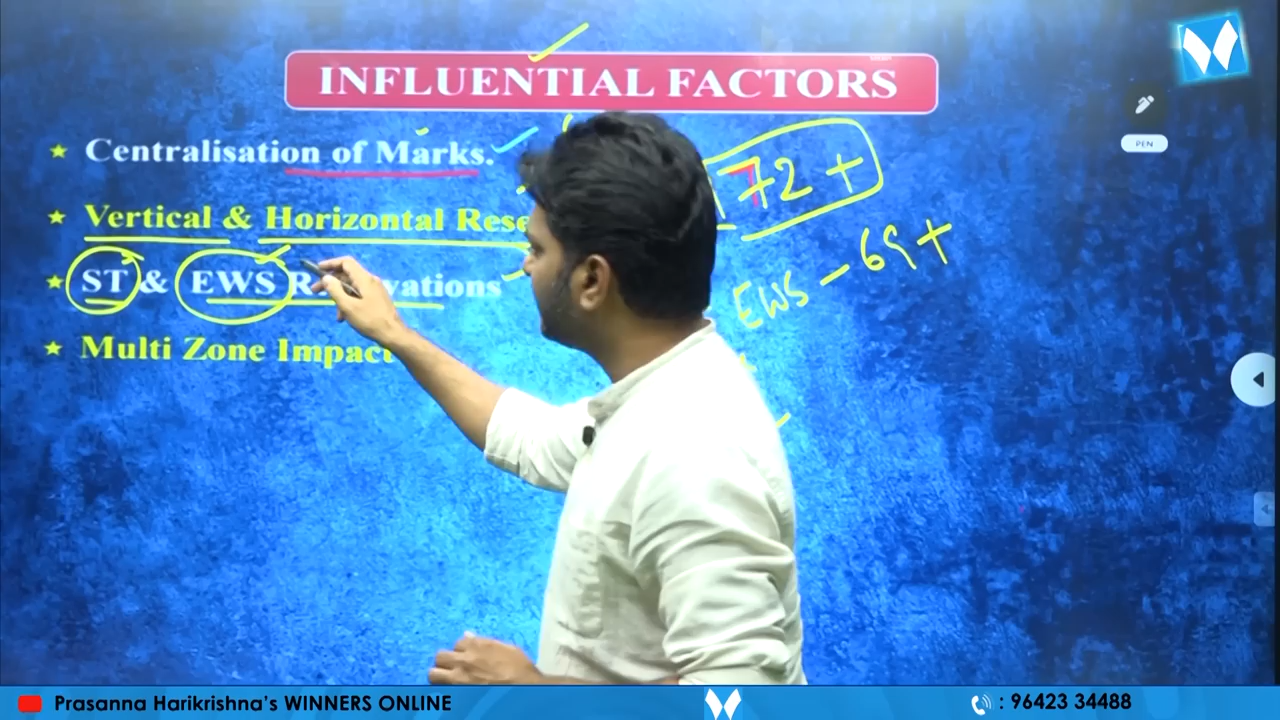 INFLUENTIAL FACTORS
★ Centralisation of Marks.
★ Vertical & Horizontal
★ ST & EWS
★ Multi Zone Impact
72 +
EWS - 69+
PEN
Prasanna Harikrishna's WINNERS ONLINE
: 96423 34488